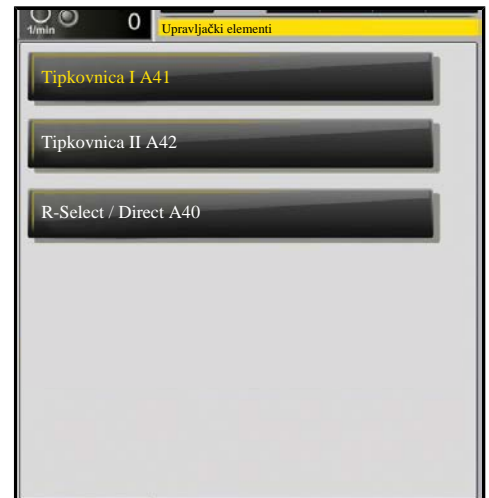 1/min 0 Upravljački elementi
Tipkovnica I A41
Tipkovnica II A42
R-Select / Direct A40